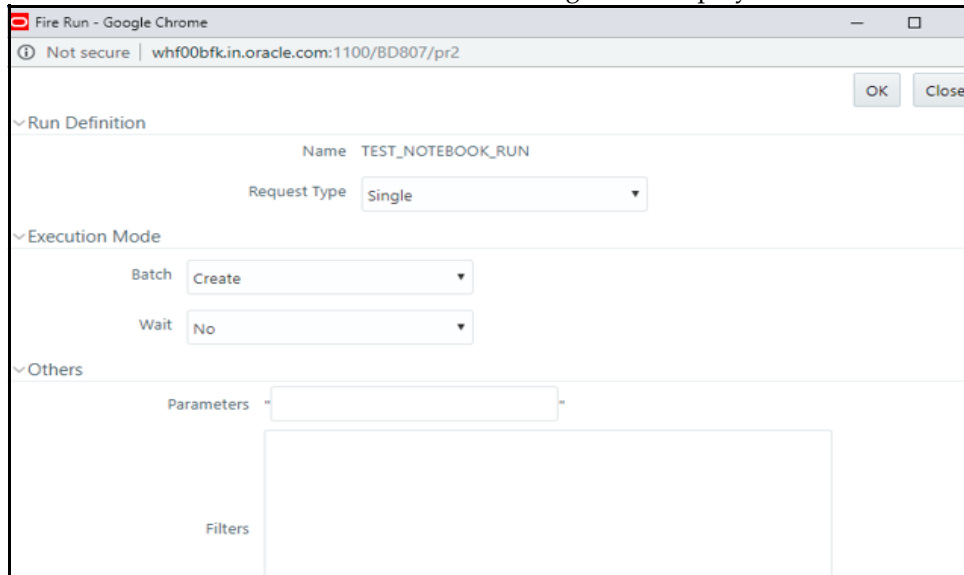 Fire Run - Google Chrome
Not secure | whf00bfk.in.oracle.com:1100/BD807/pr2
OK Close
Run Definition
Name TEST_NOTEBOOK_RUN
Request Type Single
Execution Mode
Batch Create
Wait No
Others
Parameters " "
Filters